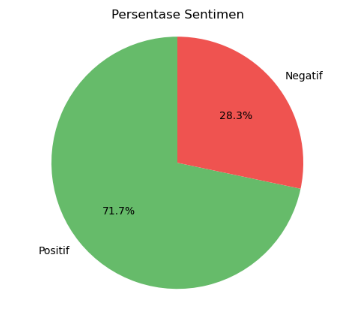 Persentase Sentimen
Negatif
28.3%
71.7%
Positif